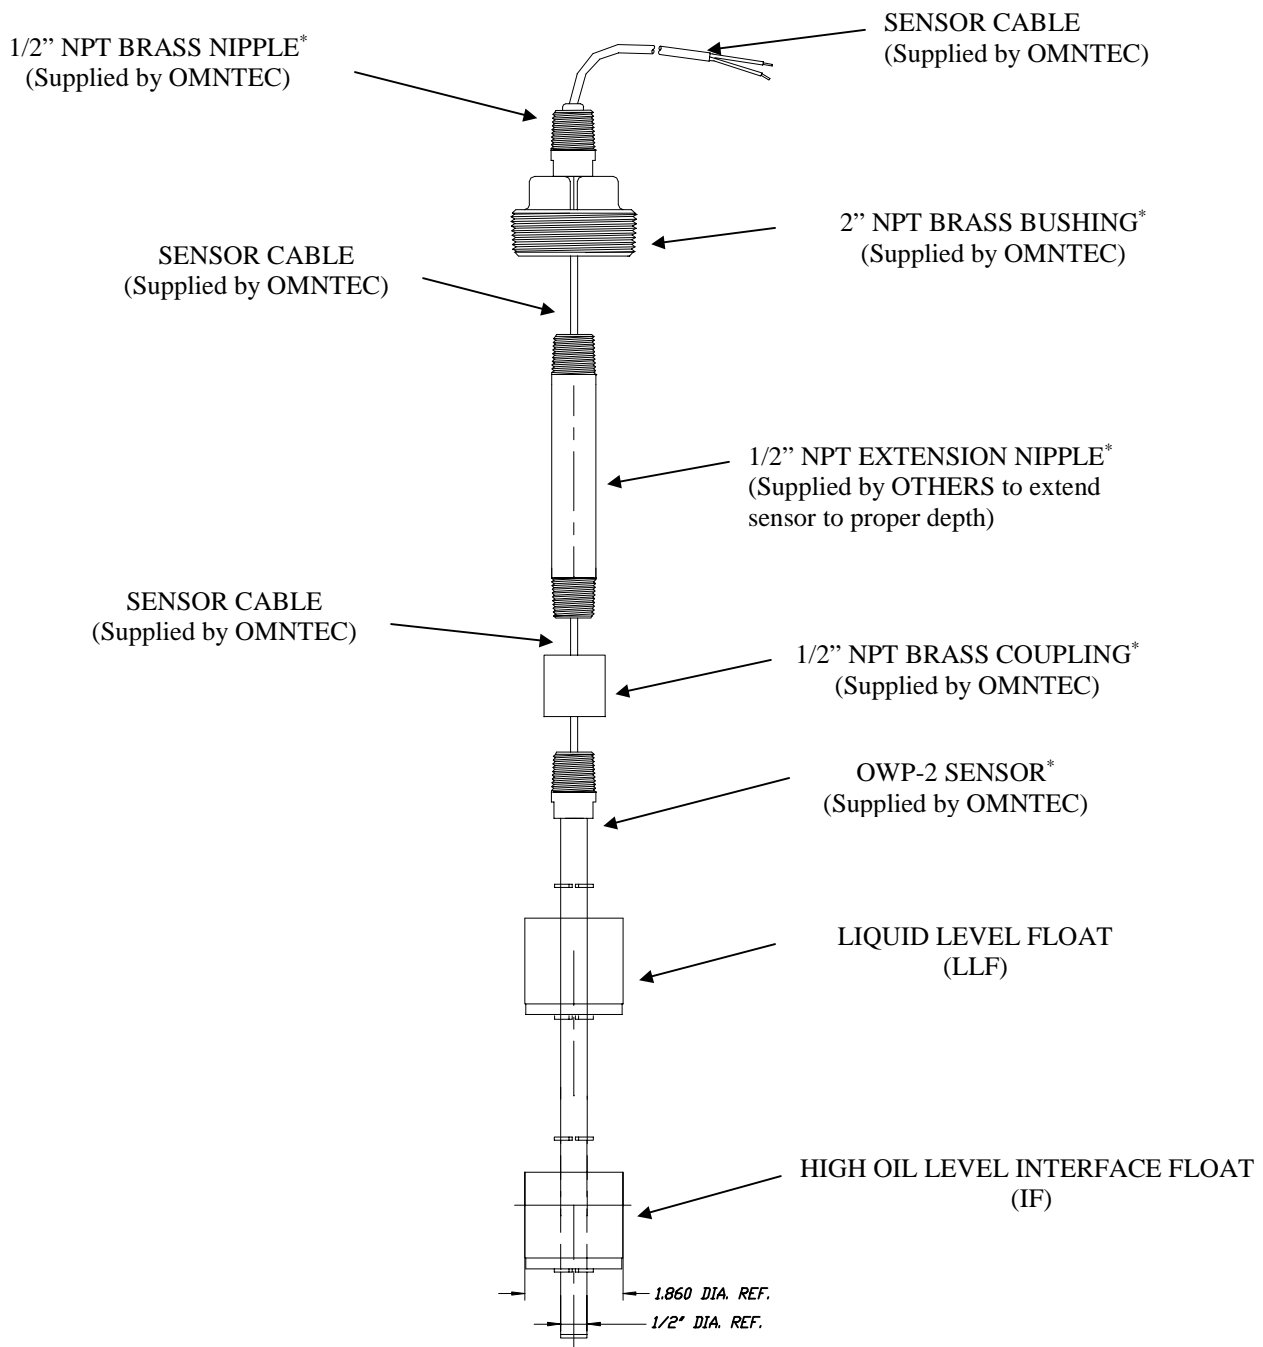 SENSOR CABLE
(Supplied by OMNTEC)
1/2” NPT BRASS NIPPLE*
(Supplied by OMNTEC)
2” NPT BRASS BUSHING*
(Supplied by OMNTEC)
SENSOR CABLE
(Supplied by OMNTEC)
1/2” NPT EXTENSION NIPPLE*
(Supplied by OTHERS to extend
sensor to proper depth)
SENSOR CABLE
(Supplied by OMNTEC)
1/2” NPT BRASS COUPLING*
(Supplied by OMNTEC)
OWP-2 SENSOR*
(Supplied by OMNTEC)
LIQUID LEVEL FLOAT
(LLF)
HIGH OIL LEVEL INTERFACE FLOAT
(IF)
1.860 DIA. REF.
1/2" DIA. REF.